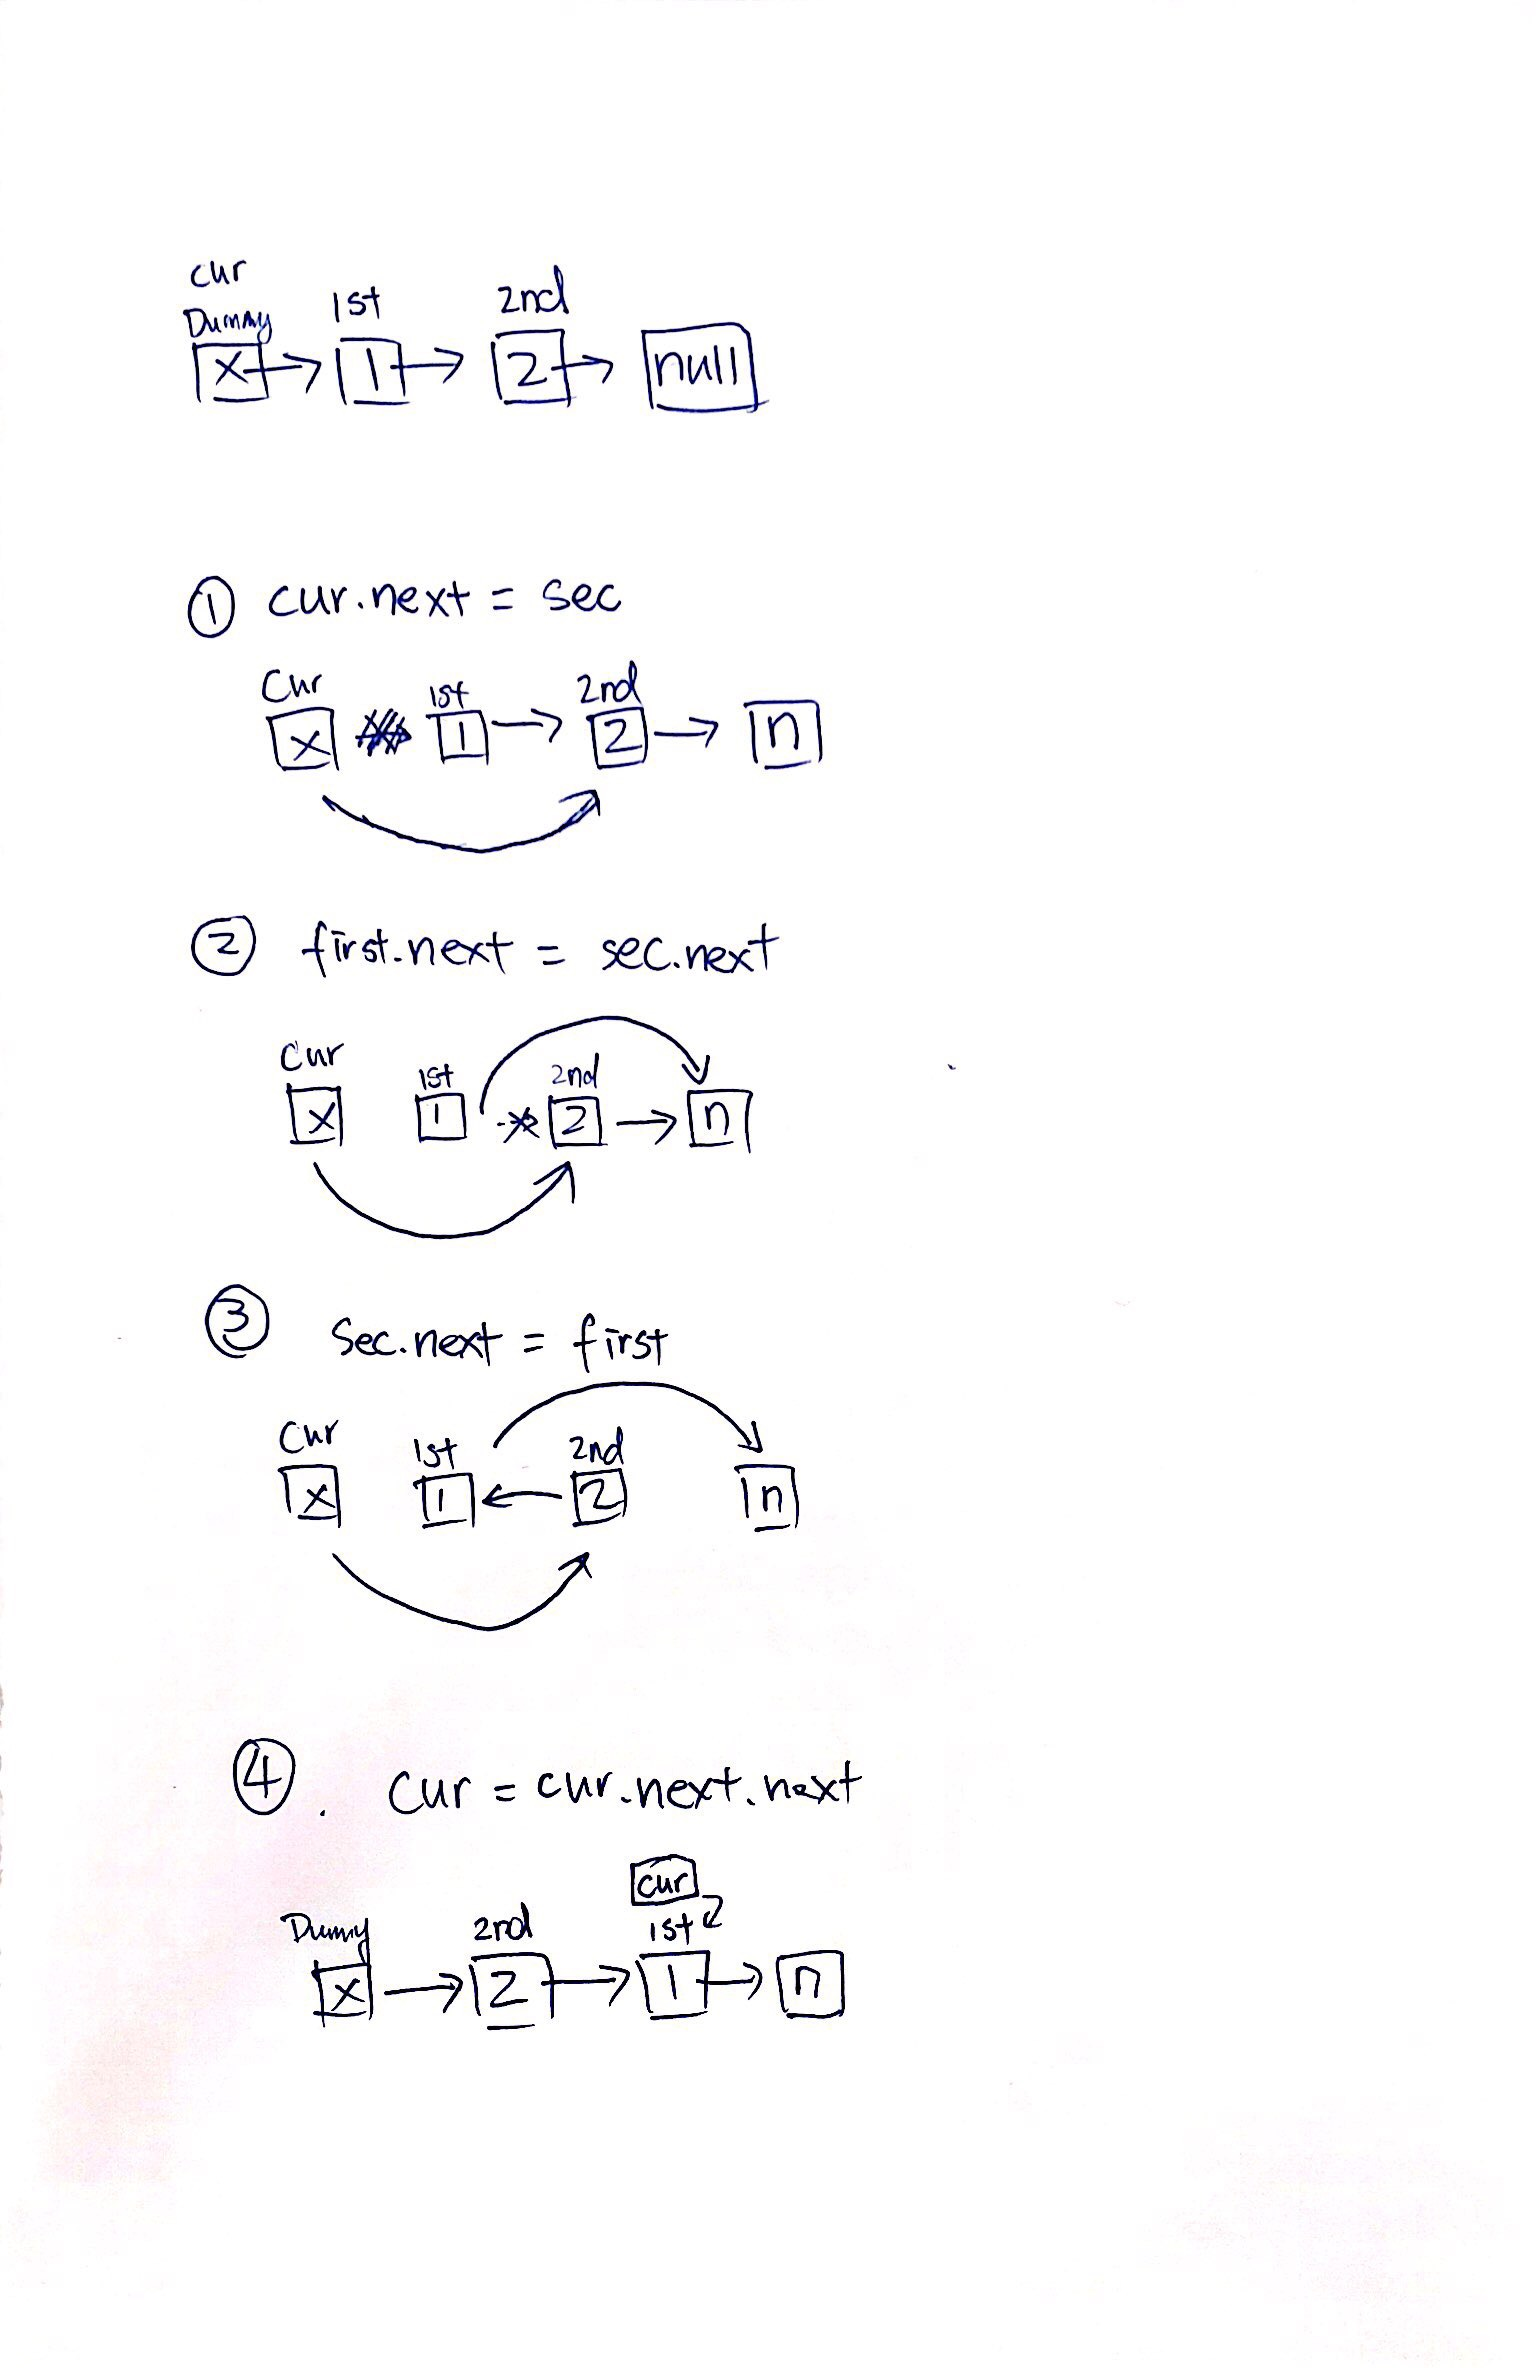 cur
Dummy 1st 2nd
X 1 2 null
① cur.next = sec
Cur 1st 2nd
X 1 2 n
② first.next = sec.next
Cur 1st 2nd
X 1 2 n
③ Sec.next = first
Cur 1st 2nd
X 1 2 n
④. Cur = cur.next.next
cur
Dummy 2nd 1st
X 2 1 n